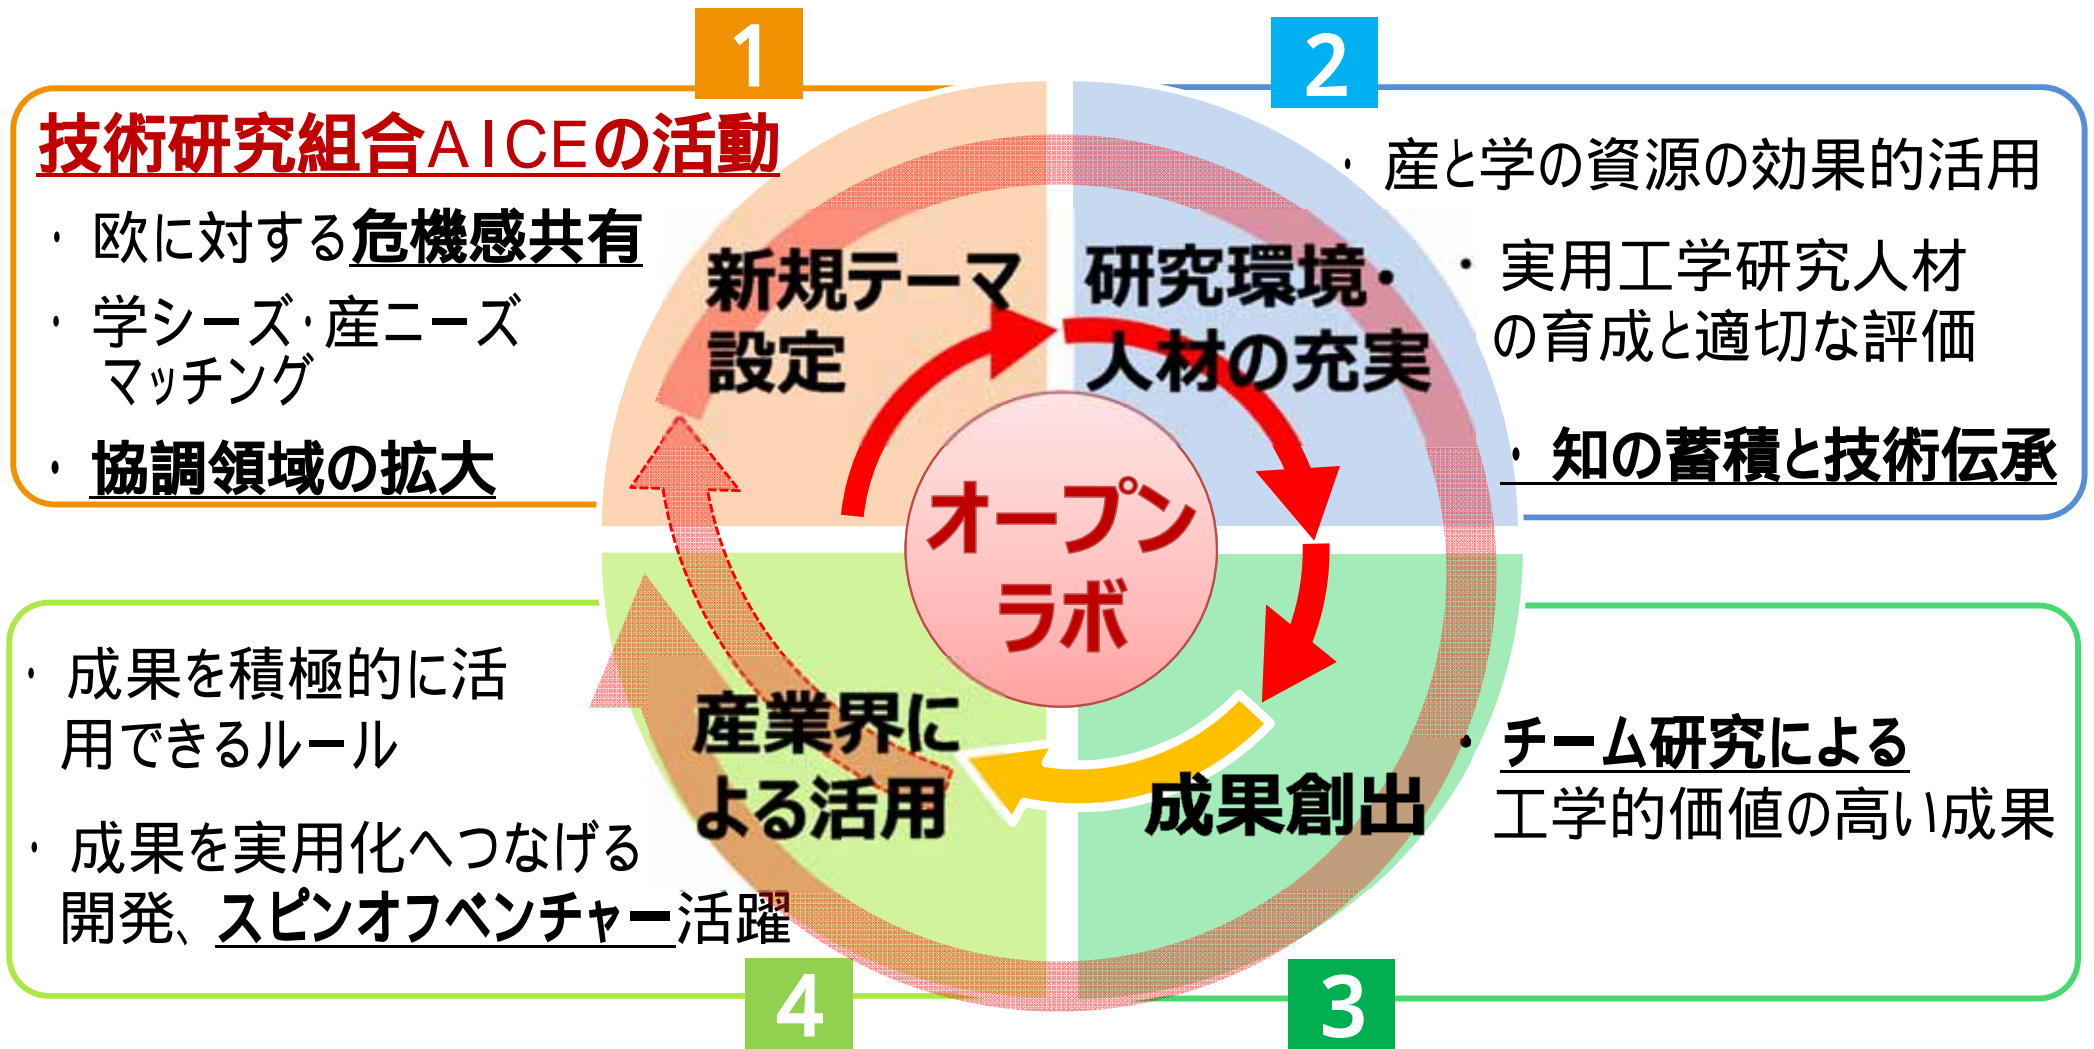 1
技術研究組合AICEの活動
・欧に対する危機感共有
・学シーズ・産ニーズ
マッチング
・協調領域の拡大
新規テーマ
設定
2
・産と学の資源の効果的活用
・実用工学研究人材
の育成と適切な評価
・知の蓄積と技術伝承
研究環境・
人材の充実
オープン
ラボ
3
・チーム研究による
工学的価値の高い成果
成果創出
4
・成果を積極的に活
用できるルール
・成果を実用化へつなげる
開発、スピンオフベンチャー活躍
産業界に
よる活用